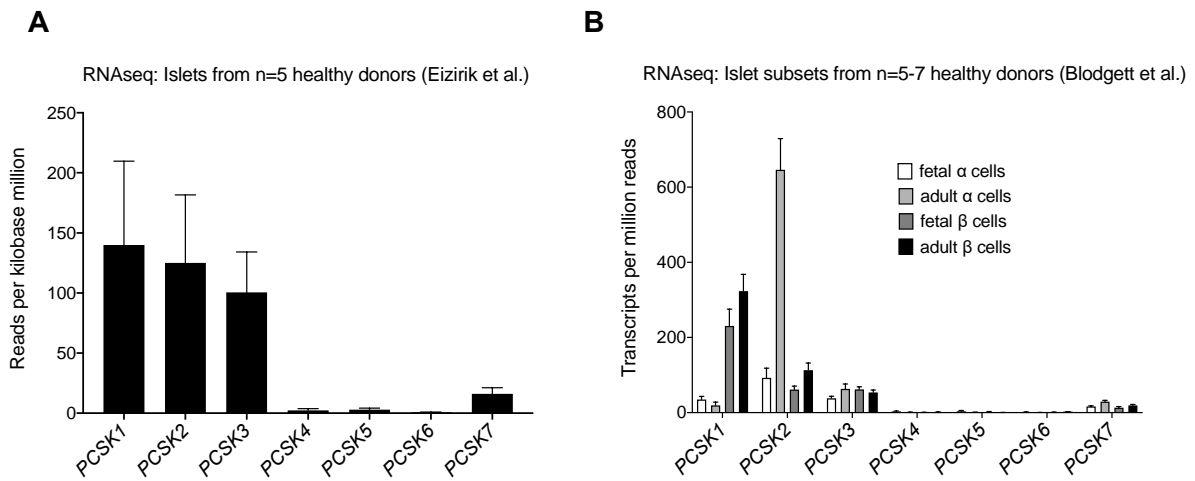 A
RNAseq: Islets from n=5 healthy donors (Eizirik et al.)
Reads per kilobase million
250
200
150
100
50
0
PCSK1
PCSK2
PCSK3
PCSK4
PCSK5
PCSK6
PCSK7
B
RNAseq: Islet subsets from n=5-7 healthy donors (Blodgett et al.)
Transcripts per million reads
800
600
400
200
0
fetal α cells
adult α cells
fetal β cells
adult β cells
PCSK1
PCSK2
PCSK3
PCSK4
PCSK5
PCSK6
PCSK7